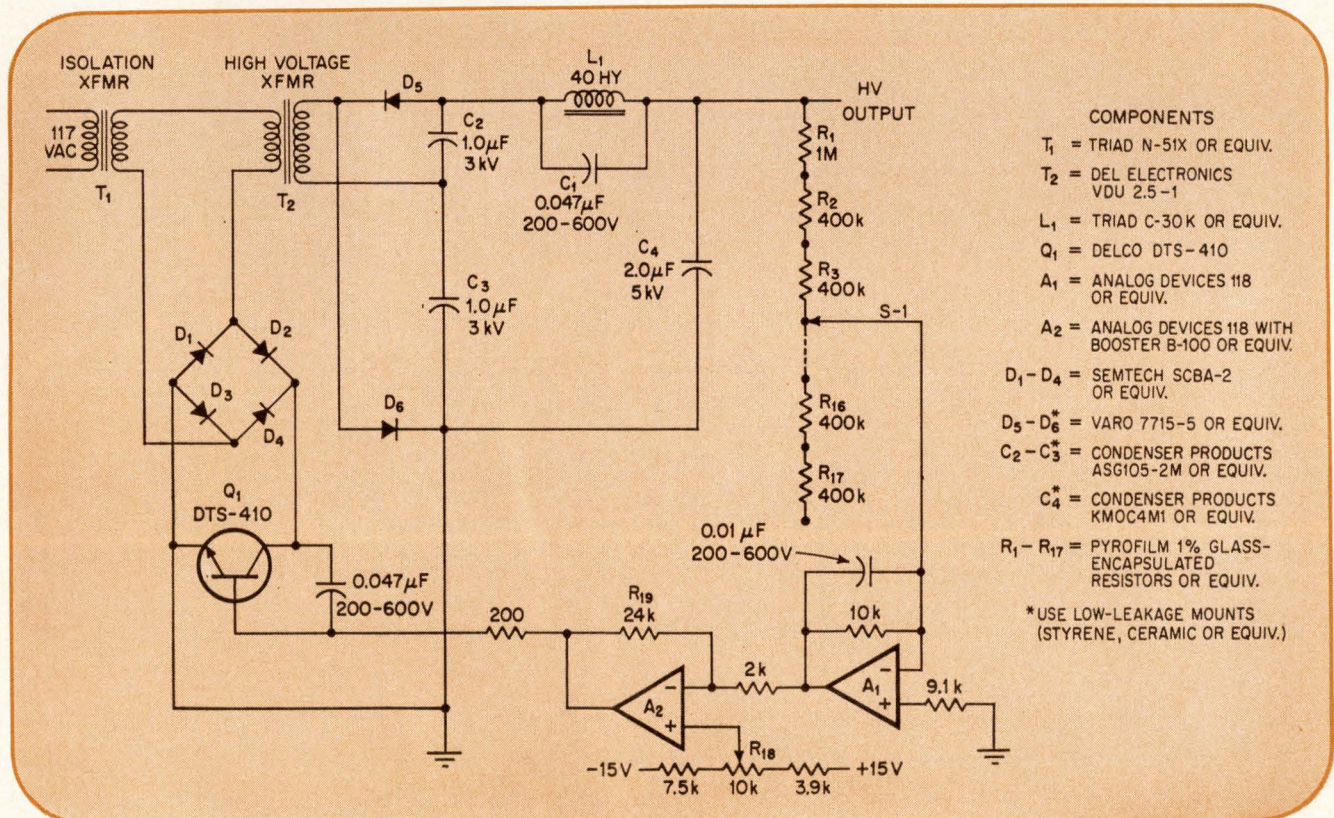 ISOLATION
XFMR
HIGH VOLTAGE
XFMR
117
VAC
T1
T2
D5
C2
1.0μF
3kV
L1
40 HY
C1
0.047μF
200-600V
HV
OUTPUT
R1
1M
R2
400k
R3
400k
S-1
C3
1.0μF
3kV
C4
2.0μF
5kV
D1
D2
D3
D4
D6
R16
400k
R17
400k
Q1
DTS-410
0.047μF
200-600V
0.01 μF
200-600V
200
R19
24k
10k
2k
A1
- +
9.1k
A2
- +
R18
-15V
+15V
7.5k
10k
3.9k
COMPONENTS
T1 = TRIAD N-51X OR EQUIV.
T2 = DEL ELECTRONICS
VDU 2.5-1
L1 = TRIAD C-30K OR EQUIV.
Q1 = DELCO DTS-410
A1 = ANALOG DEVICES 118
OR EQUIV.
A2 = ANALOG DEVICES 118 WITH
BOOSTER B-100 OR EQUIV.
D1-D4 = SEMTECH SCBA-2
OR EQUIV.
D5-D6* = VARO 7715-5 OR EQUIV.
C2-C3* = CONDENSER PRODUCTS
ASG105-2M OR EQUIV.
C4* = CONDENSER PRODUCTS
KMOC4M1 OR EQUIV.
R1-R17 = PYROFILM 1% GLASS-
ENCAPSULATED
RESISTORS OR EQUIV.
*USE LOW-LEAKAGE MOUNTS
(STYRENE, CERAMIC OR EQUIV.)